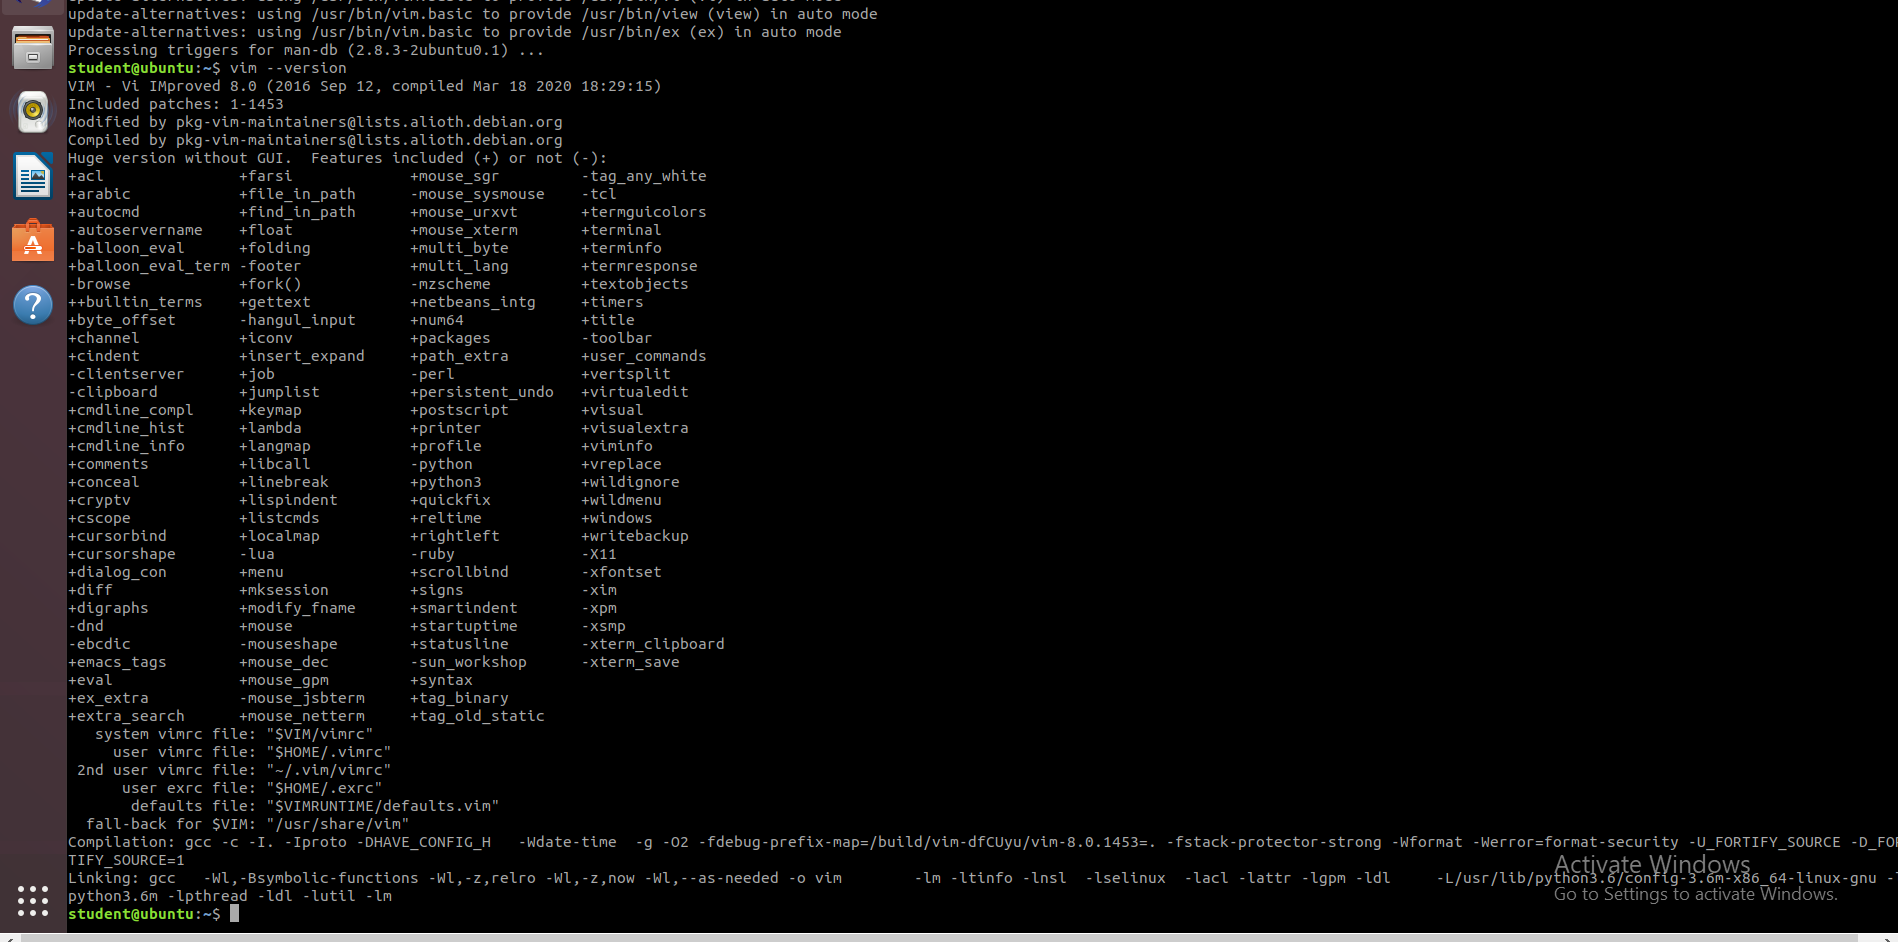 update-alternatives: using /usr/bin/vim.basic to provide /usr/bin/view (view) in auto mode
update-alternatives: using /usr/bin/vim.basic to provide /usr/bin/ex (ex) in auto mode
Processing triggers for man-db (2.8.3-2ubuntu0.1) ...
student@ubuntu:~$ vim --version
VIM - Vi IMproved 8.0 (2016 Sep 12, compiled Mar 18 2020 18:29:15)
Included patches: 1-1453
Modified by pkg-vim-maintainers@lists.alioth.debian.org
Compiled by pkg-vim-maintainers@lists.alioth.debian.org
Huge version without GUI.  Features included (+) or not (-):
+acl +farsi +mouse_sgr -tag_any_white
+arabic +file_in_path -mouse_sysmouse -tcl
+autocmd +find_in_path +mouse_urxvt +termguicolors
-autoservername +float +mouse_xterm +terminal
-balloon_eval +folding +multi_byte +terminfo
+balloon_eval_term -footer +multi_lang +termresponse
-browse +fork() -mzscheme +textobjects
++builtin_terms +gettext +netbeans_intg +timers
+byte_offset -hangul_input +num64 +title
+channel +iconv +packages -toolbar
+cindent +insert_expand +path_extra +user_commands
-clientserver +job -perl +vertsplit
-clipboard +jumplist +persistent_undo +virtualedit
+cmdline_compl +keymap +postscript +visual
+cmdline_hist +lambda +printer +visualextra
+cmdline_info +langmap +profile +viminfo
+comments +libcall -python +vreplace
+conceal +linebreak +python3 +wildignore
+cryptv +lispindent +quickfix +wildmenu
+cscope +listcmds +reltime +windows
+cursorbind +localmap +rightleft +writebackup
+cursorshape -lua -ruby -X11
+dialog_con +menu +scrollbind -xfontset
+diff +mksession +signs -xim
+digraphs +modify_fname +smartindent -xpm
-dnd +mouse +startuptime -xsmp
-ebcdic -mouseshape +statusline -xterm_clipboard
+emacs_tags +mouse_dec -sun_workshop -xterm_save
+eval +mouse_gpm +syntax
+ex_extra -mouse_jsbterm +tag_binary
+extra_search +mouse_netterm +tag_old_static
system vimrc file: "$VIM/vimrc"
user vimrc file: "$HOME/.vimrc"
2nd user vimrc file: "~/.vim/vimrc"
user exrc file: "$HOME/.exrc"
defaults file: "$VIMRUNTIME/defaults.vim"
fall-back for $VIM: "/usr/share/vim"
Compilation: gcc -c -I. -Iproto -DHAVE_CONFIG_H   -Wdate-time  -g -O2 -fdebug-prefix-map=/build/vim-dfCUyu/vim-8.0.1453=. -fstack-protector-strong -Wformat -Werror=format-security -U_FORTIFY_SOURCE -D_FOR
TIFY_SOURCE=1
Linking: gcc   -Wl,-Bsymbolic-functions -Wl,-z,relro -Wl,-z,now -Wl,--as-needed -o vim        -lm -ltinfo -lnsl  -lselinux  -lacl -lattr -lgpm -ldl     -L/usr/lib/python3.6/config-3.6m-x86_64-linux-gnu -l
python3.6m -lpthread -ldl -lutil -lm
student@ubuntu:~$
Activate Windows
Go to Settings to activate Windows.